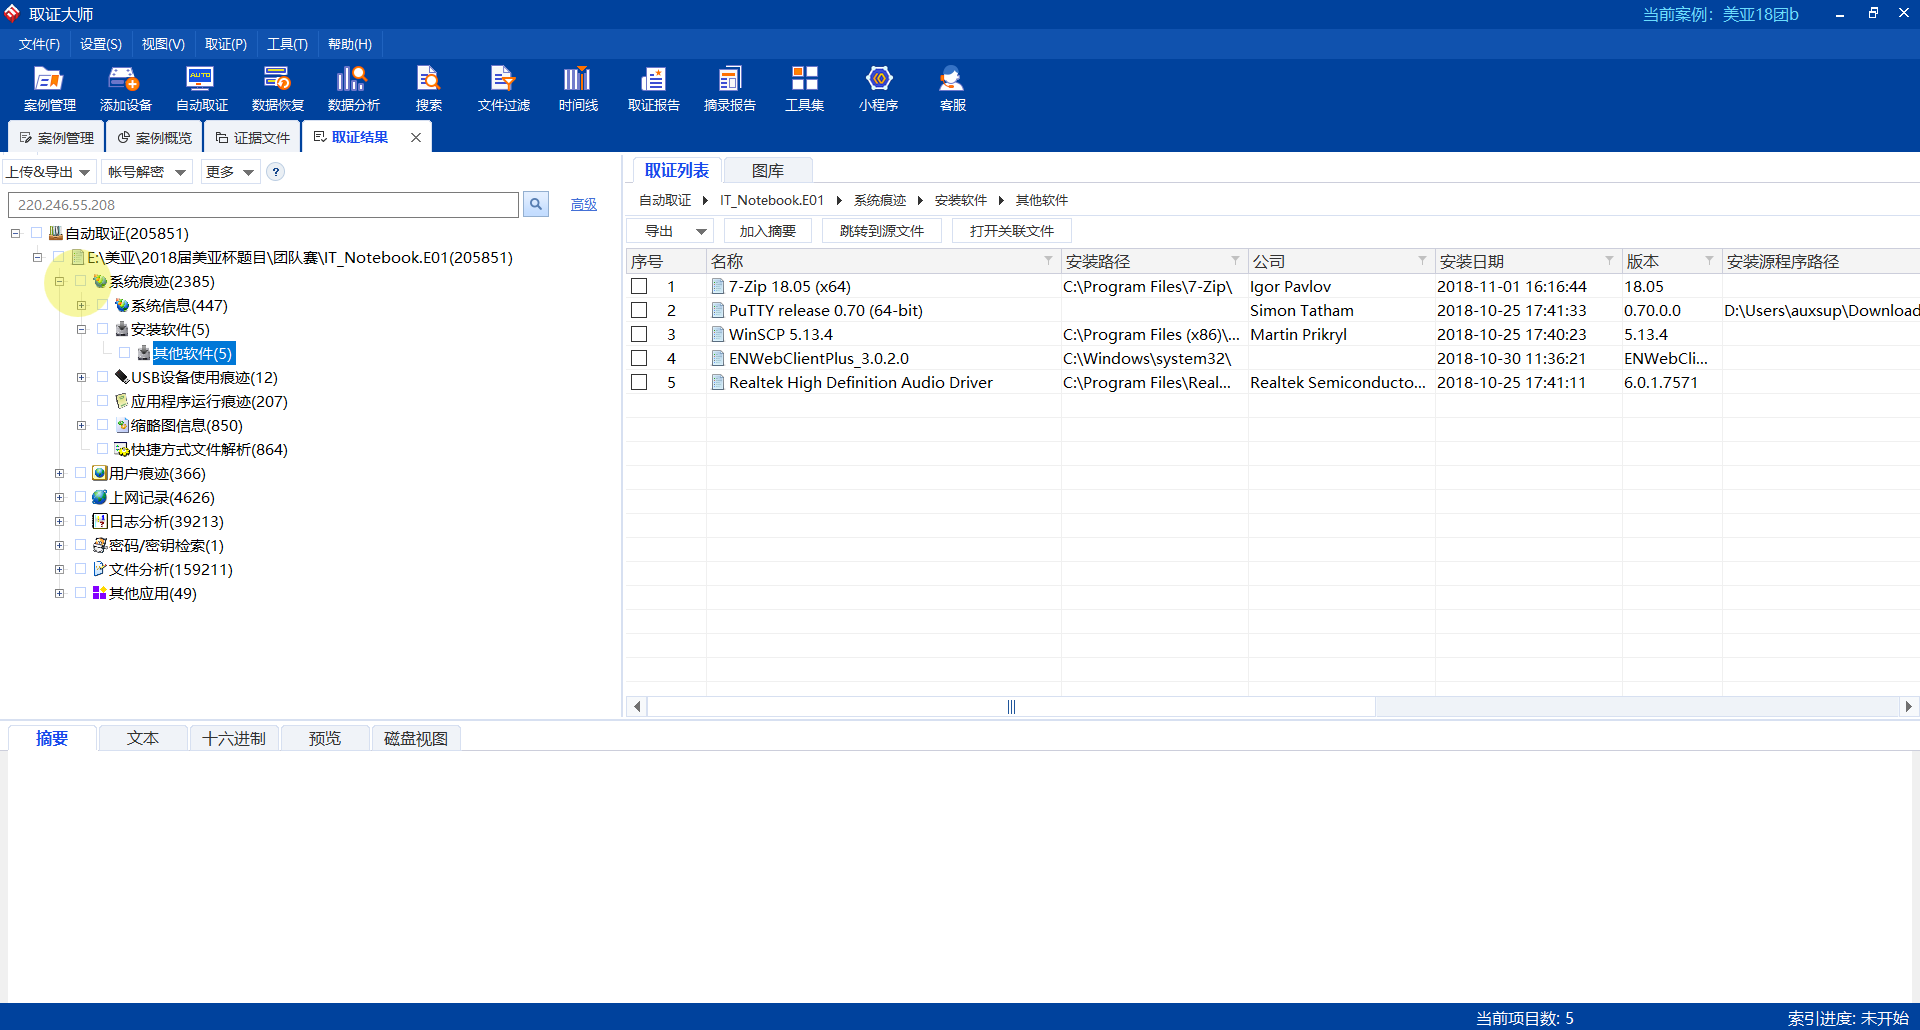 取证大师
当前案例：美亚18团b
文件(F) 设置(S) 视图(V) 取证(P) 工具(T) 帮助(H)
AUTO
案例管理 添加设备 自动取证 数据恢复 数据分析 搜索 文件过滤 时间线 取证报告 摘录报告 工具集 小程序 客服
案例管理 案例概览 证据文件 取证结果
上传&导出 帐号解密 更多 ?
220.246.55.208 高级
自动取证(205851)
E:\美亚\2018届美亚杯题目\团队赛\IT_Notebook.E01(205851)
系统痕迹(2385)
系统信息(447)
安装软件(5)
其他软件(5)
USB设备使用痕迹(12)
应用程序运行痕迹(207)
缩略图信息(850)
快捷方式文件解析(864)
用户痕迹(366)
上网记录(4626)
日志分析(39213)
密码/密钥检索(1)
文件分析(159211)
其他应用(49)
取证列表 图库
自动取证 IT_Notebook.E01 系统痕迹 安装软件 其他软件
导出 加入摘要 跳转到源文件 打开关联文件
序号 名称 安装路径 公司 安装日期 版本 安装源程序路径
1 7-Zip 18.05 (x64) C:\Program Files\7-Zip\ Igor Pavlov 2018-11-01 16:16:44 18.05
2 PuTTY release 0.70 (64-bit) Simon Tatham 2018-10-25 17:41:33 0.70.0.0 D:\Users\auxsup\Download
3 WinSCP 5.13.4 C:\Program Files (x86)\... Martin Prikryl 2018-10-25 17:40:23 5.13.4
4 ENWebClientPlus_3.0.2.0 C:\Windows\system32\ 2018-10-30 11:36:21 ENWebCli...
5 Realtek High Definition Audio Driver C:\Program Files\Real... Realtek Semiconducto... 2018-10-25 17:41:11 6.0.1.7571
摘要 文本 十六进制 预览 磁盘视图
当前项目数: 5 索引进度: 未开始